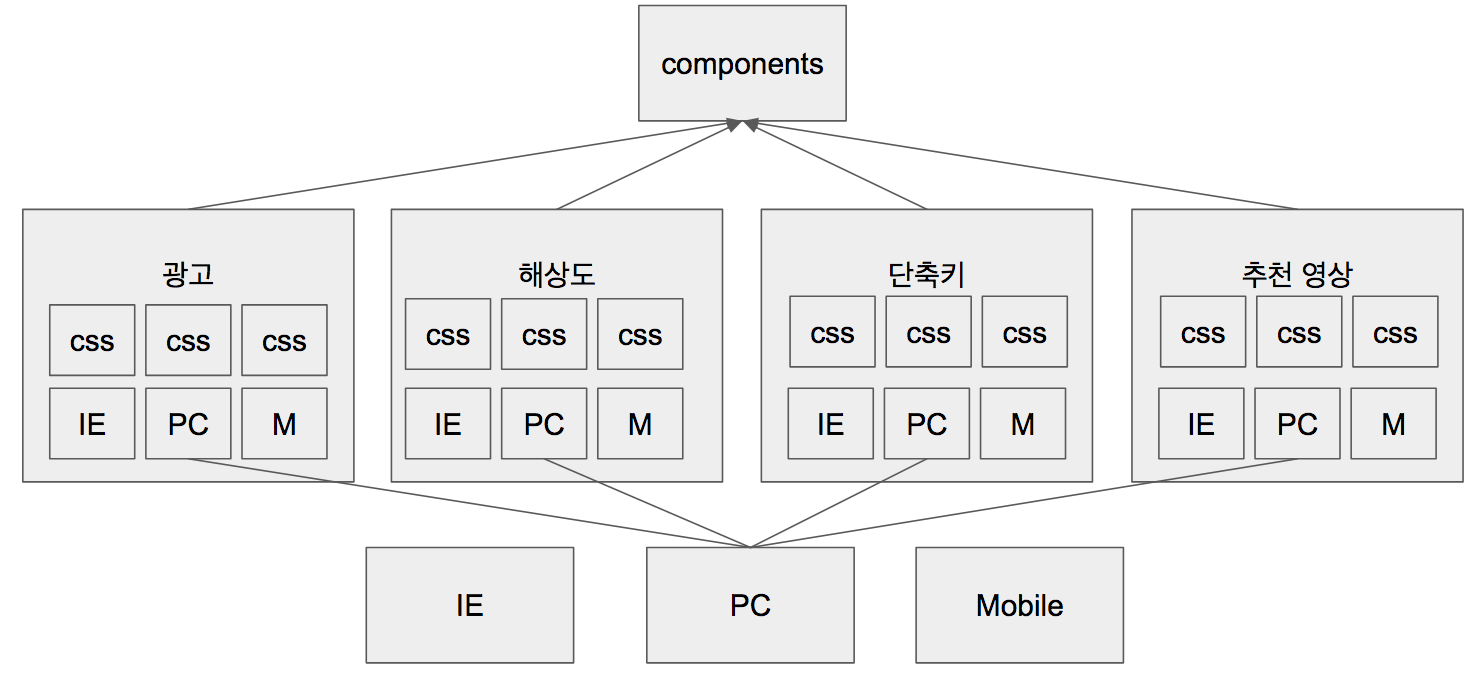 components
광고
해상도
단축키
추천 영상
css css css
css css css
css css css
css css css
IE PC M
IE PC M
IE PC M
IE PC M
IE
PC
Mobile